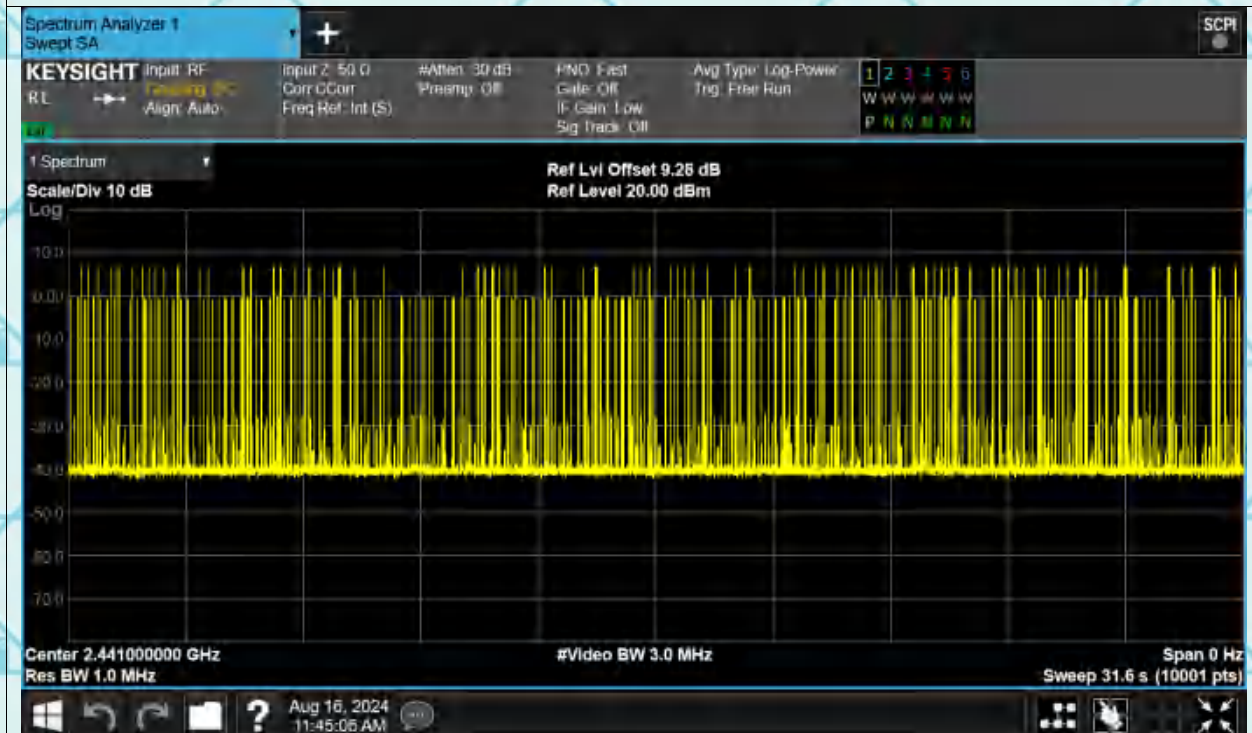 Spectrum Analyzer 1
Swept SA
+
SCPI
KEYSIGHT
RL
Input: RF
Coupling: DC
Align: Auto
Input Z: 50 Ω
Corr CCorr
Freq Ref: Int (S)
#Atten: 30 dB
Preamp: Off
PNO: Fast
Gate: Off
IF Gain: Low
Sig Track: Off
Avg Type: Log-Power
Trig: Free Run
1 2 3 4 5 6
W W W W W W
P N N N N N
1 Spectrum
Scale/Div 10 dB
Ref Lvl Offset 9.26 dB
Ref Level 20.00 dBm
Log
10.0
0.00
-10.0
-20.0
-30.0
-40.0
-50.0
-60.0
-70.0
Center 2.441000000 GHz
#Video BW 3.0 MHz
Span 0 Hz
Res BW 1.0 MHz
Sweep 31.6 s (10001 pts)
?
Aug 16, 2024
11:45:06 AM